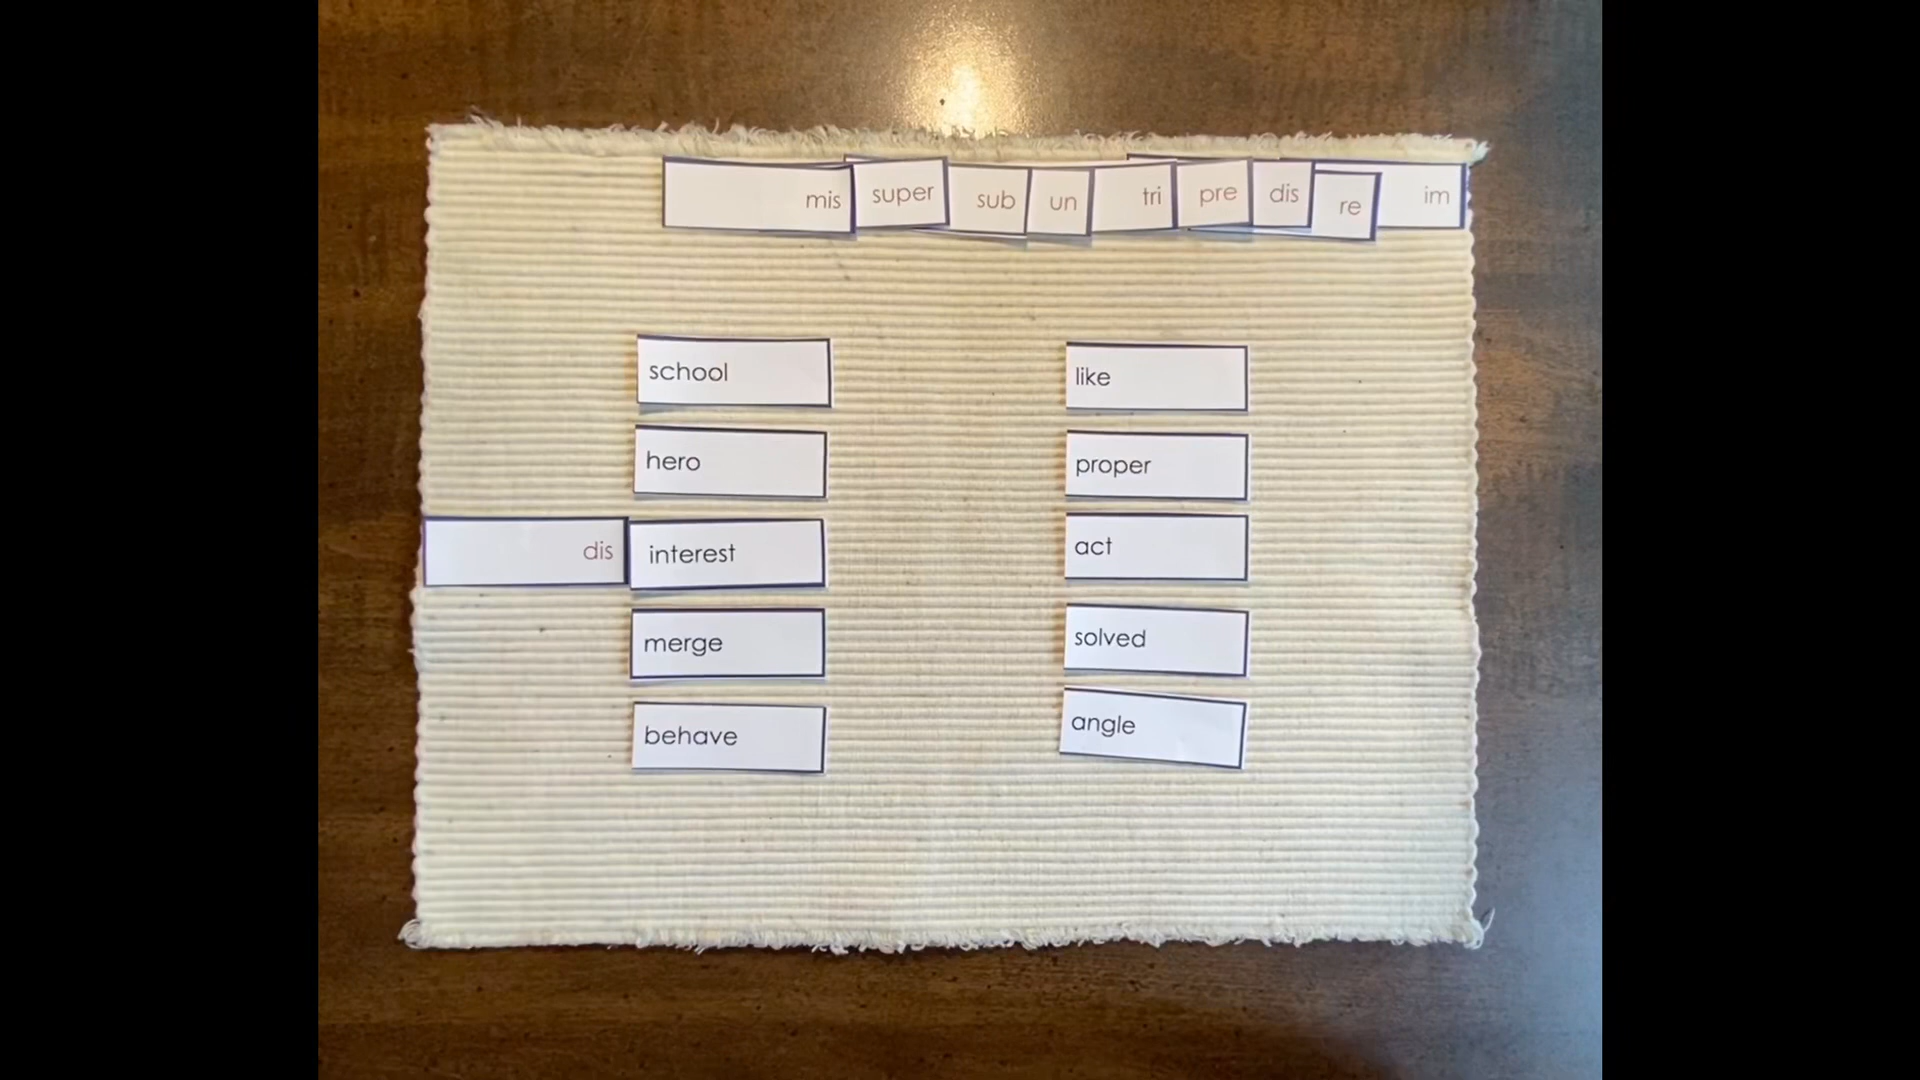 mis super sub un tri pre dis re im
school
hero
dis interest
merge
behave
like
proper
act
solved
angle